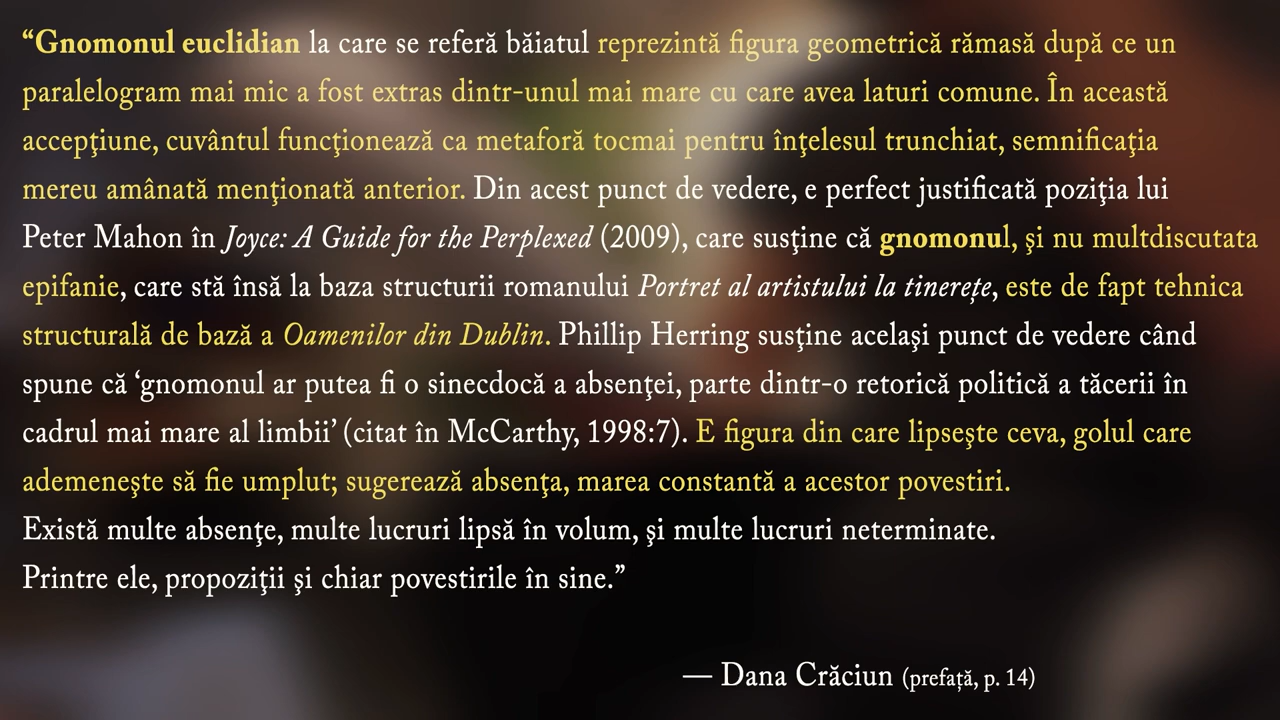 “Gnomonul euclidian la care se referă băiatul reprezintă figura geometrică rămasă după ce un
paralelogram mai mic a fost extras dintr-unul mai mare cu care avea laturi comune. În această
accepţiune, cuvântul funcţionează ca metaforă tocmai pentru înţelesul trunchiat, semnificaţia
mereu amânată menţionată anterior. Din acest punct de vedere, e perfect justificată poziţia lui
Peter Mahon în Joyce: A Guide for the Perplexed (2009), care susţine că gnomonul, şi nu multdiscutata
epifanie, care stă însă la baza structurii romanului Portret al artistului la tinereţe, este de fapt tehnica
structurală de bază a Oamenilor din Dublin. Phillip Herring susţine acelaşi punct de vedere când
spune că ‘gnomonul ar putea fi o sinecdocă a absenţei, parte dintr-o retorică politică a tăcerii în
cadrul mai mare al limbii’ (citat în McCarthy, 1998:7). E figura din care lipseşte ceva, golul care
ademeneşte să fie umplut; sugerează absenţa, marea constantă a acestor povestiri.
Există multe absenţe, multe lucruri lipsă în volum, şi multe lucruri neterminate.
Printre ele, propoziţii şi chiar povestirile în sine.”
— Dana Crăciun (prefaţă, p. 14)